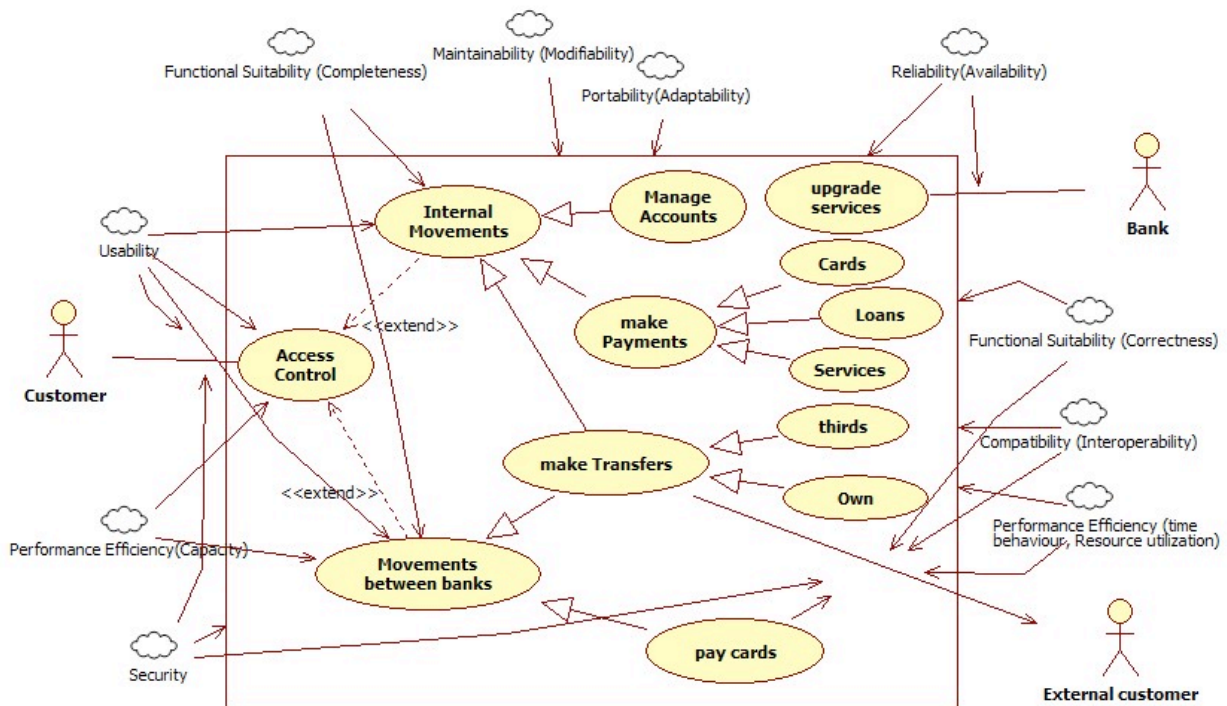 Maintainability (Modifiability)
Functional Suitability (Completeness)
Reliability(Availability)
Portability(Adaptability)
Manage
Accounts
upgrade
services
Internal
Movements
Bank
Usability
Cards
<<extend>>
make
Payments
Loans
Functional Suitability (Correctness)
Access
Control
Services
Customer
thirds
Compatibility (Interoperability)
make Transfers
<<extend>>
Own
Performance Efficiency (time
behaviour, Resource utilization)
Performance Efficiency(Capacity)
Movements
between banks
pay cards
Security
External customer